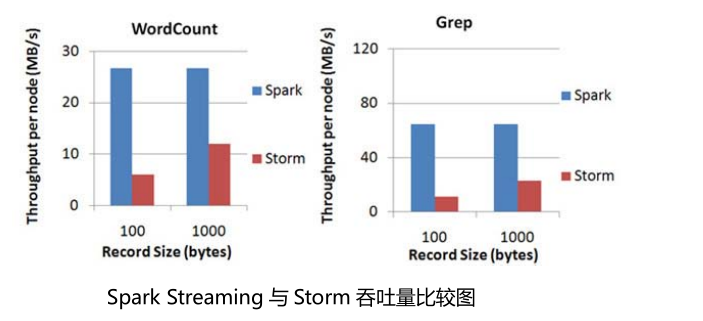 WordCount
Throughput per node (MB/s)
30
20
10
0
100 1000
Record Size (bytes)
Spark
Storm
Grep
Throughput per node (MB/s)
120
80
40
0
100 1000
Record Size (bytes)
Spark
Storm
Spark Streaming 与 Storm 吞吐量比较图